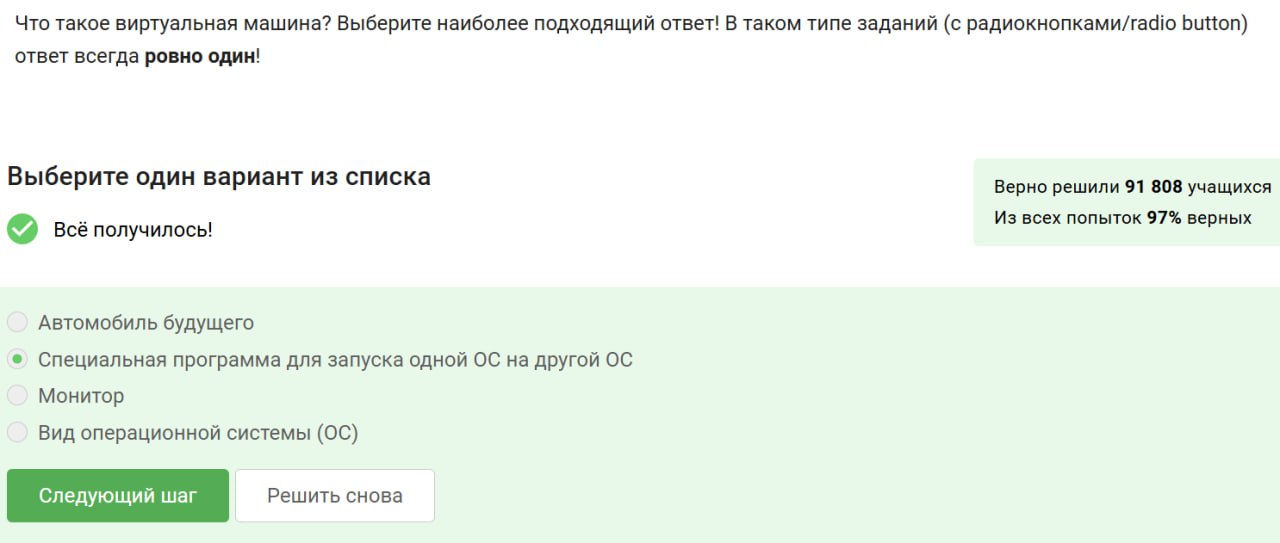 Что такое виртуальная машина? Выберите наиболее подходящий ответ! В таком типе заданий (с радиокнопками/radio button)
ответ всегда ровно один!
Выберите один вариант из списка
Всё получилось!
Верно решили 91 808 учащихся
Из всех попыток 97% верных
Автомобиль будущего
Специальная программа для запуска одной ОС на другой ОС
Монитор
Вид операционной системы (ОС)
Следующий шаг
Решить снова